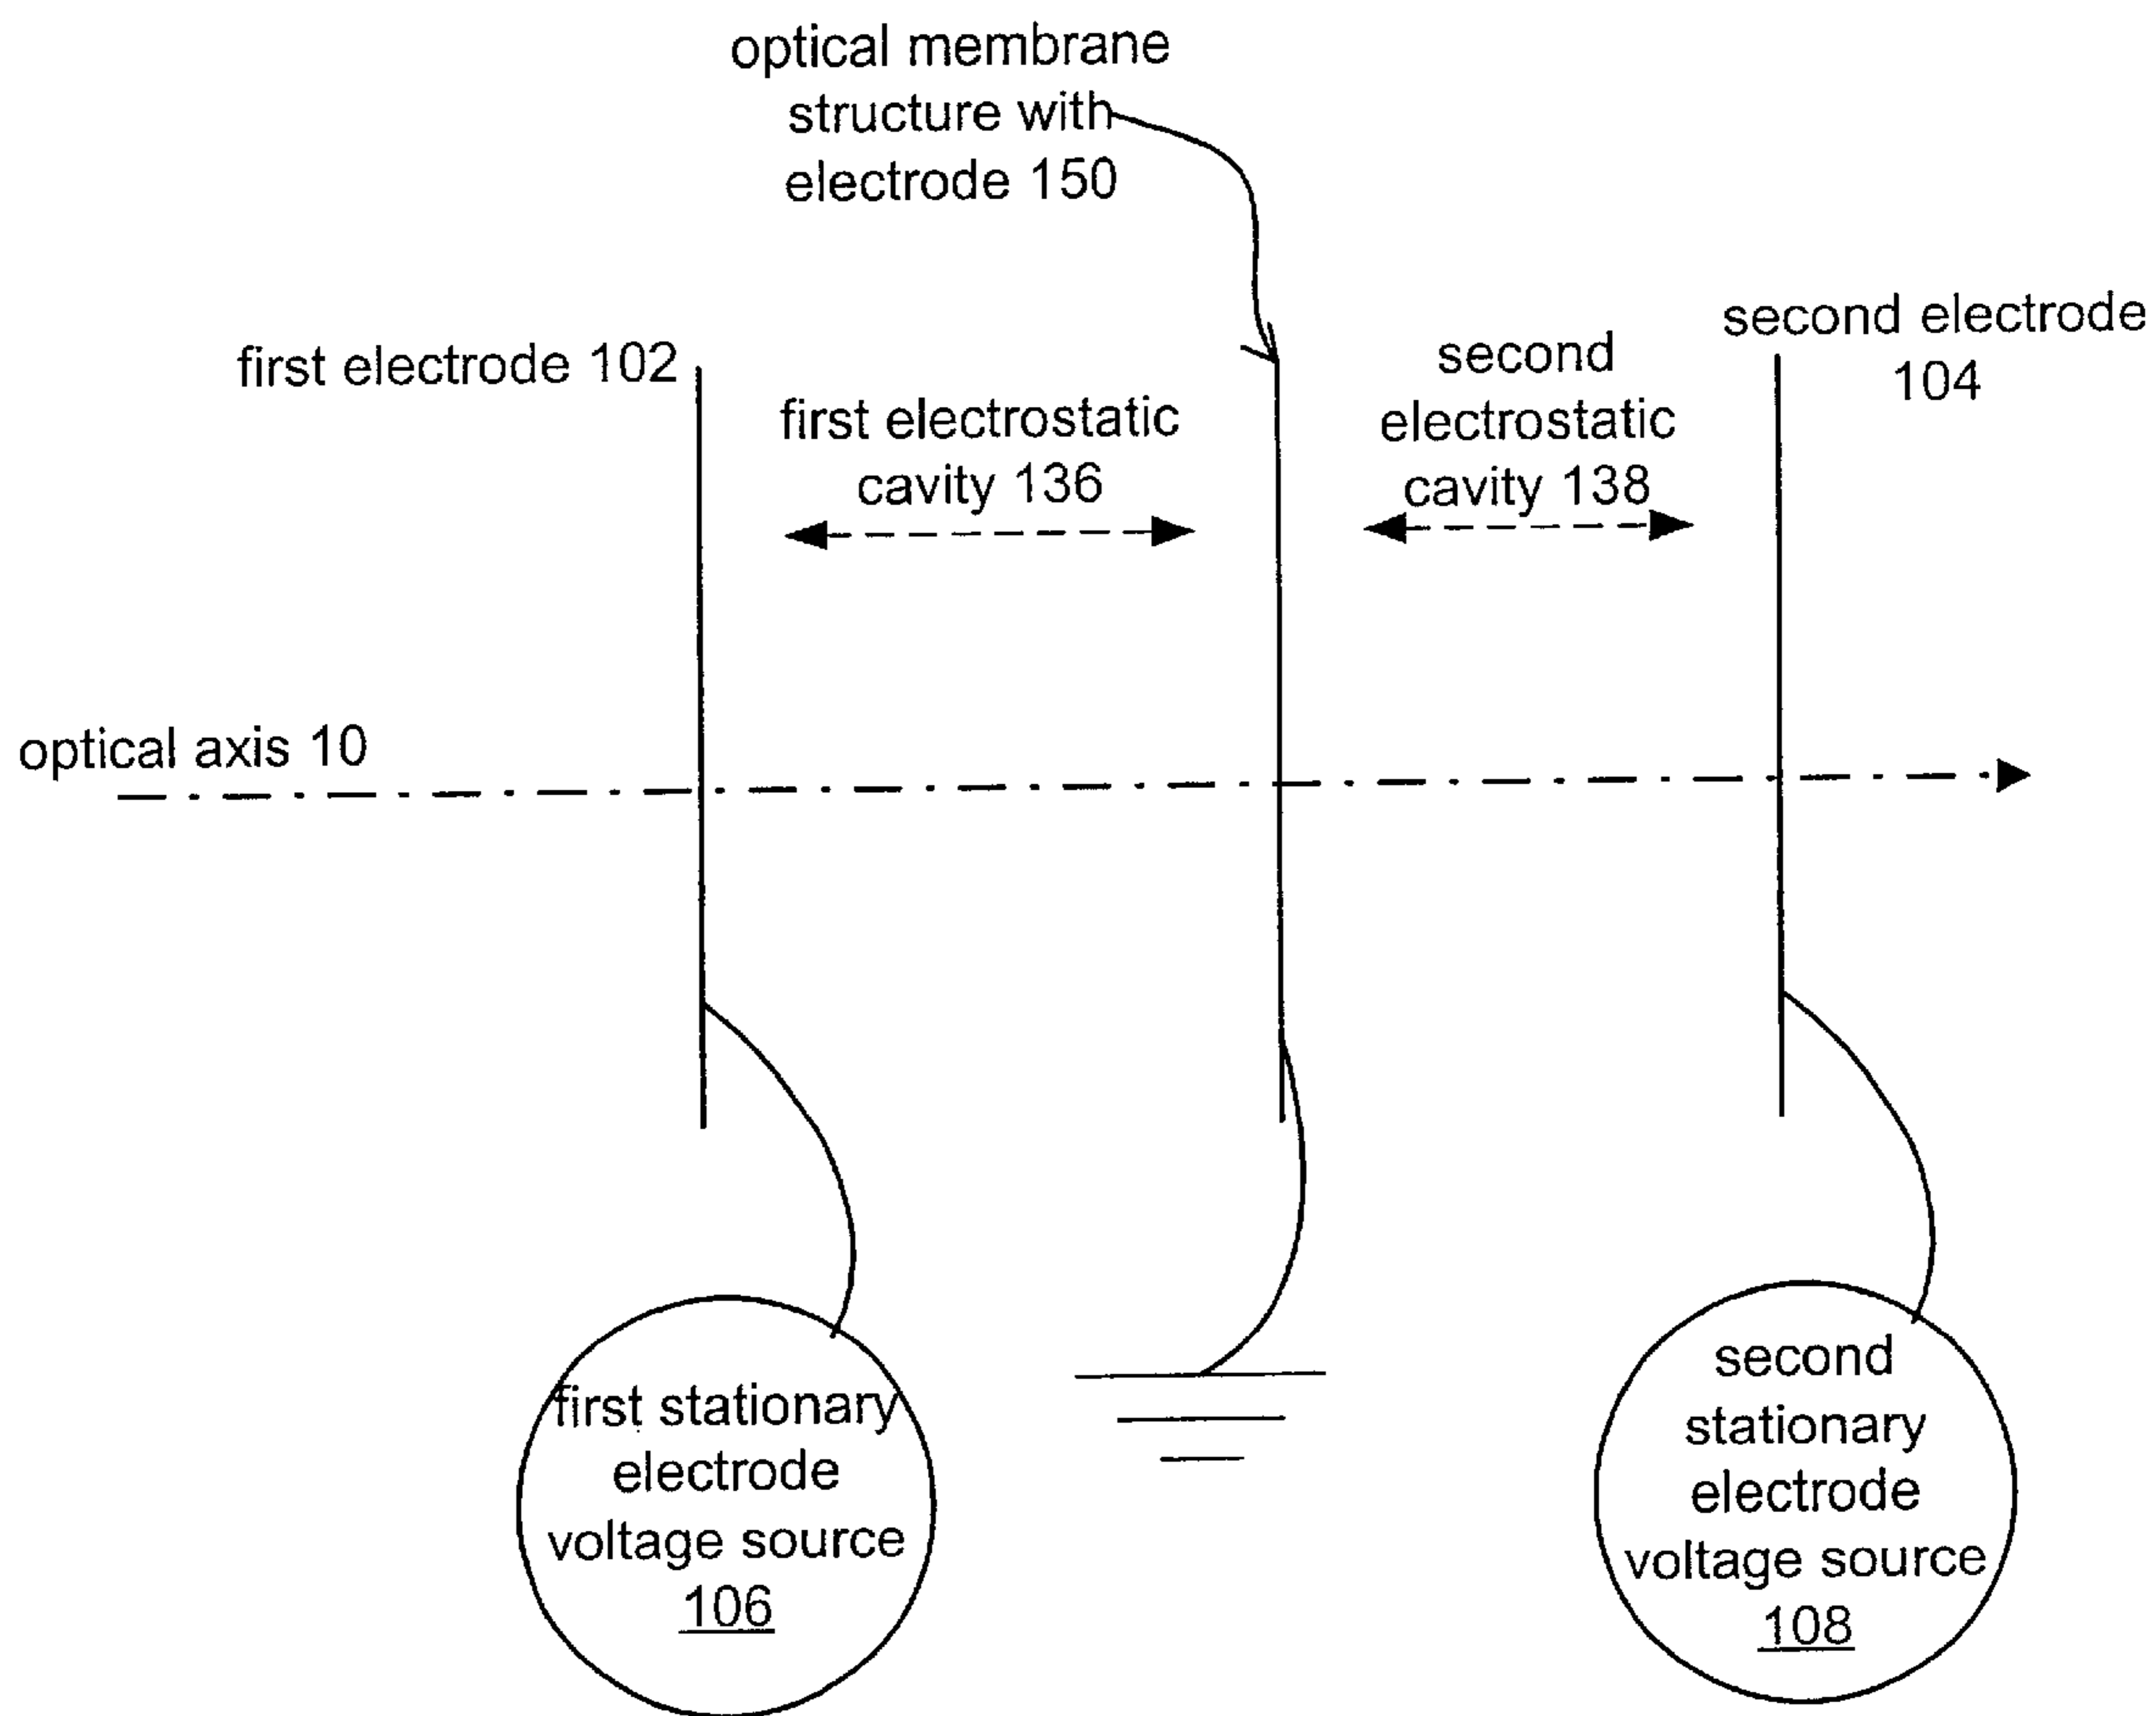 optical membrane
structure with
electrode 150
first electrode 102
second electrode
104
first electrostatic
cavity 136
second
electrostatic
cavity 138
optical axis 10
first stationary
electrode
voltage source
106
second
stationary
electrode
voltage source
108